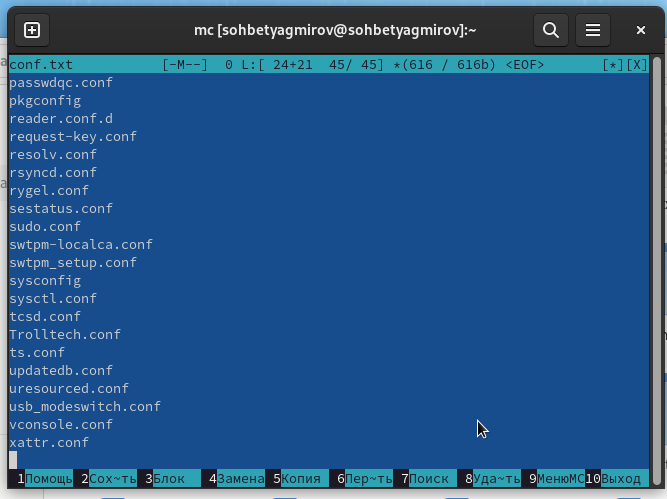 mc [sohbetyagmirov@sohbetyagmirov]:~
conf.txt [-M--] 0 L:[ 24+21 45/ 45] *(616 / 616b) <EOF> [*][X]
passwdqc.conf
pkgconfig
reader.conf.d
request-key.conf
resolv.conf
rsyncd.conf
rygel.conf
sestatus.conf
sudo.conf
swtpm-localca.conf
swtpm_setup.conf
sysconfig
sysctl.conf
tcsd.conf
Trolltech.conf
ts.conf
updatedb.conf
uresourced.conf
usb_modeswitch.conf
vconsole.conf
xattr.conf
1Помощь 2Сох~ть 3Блок 4Замена 5Копия 6Пер~ть 7Поиск 8Уда~ть 9МенюMC 10Выход